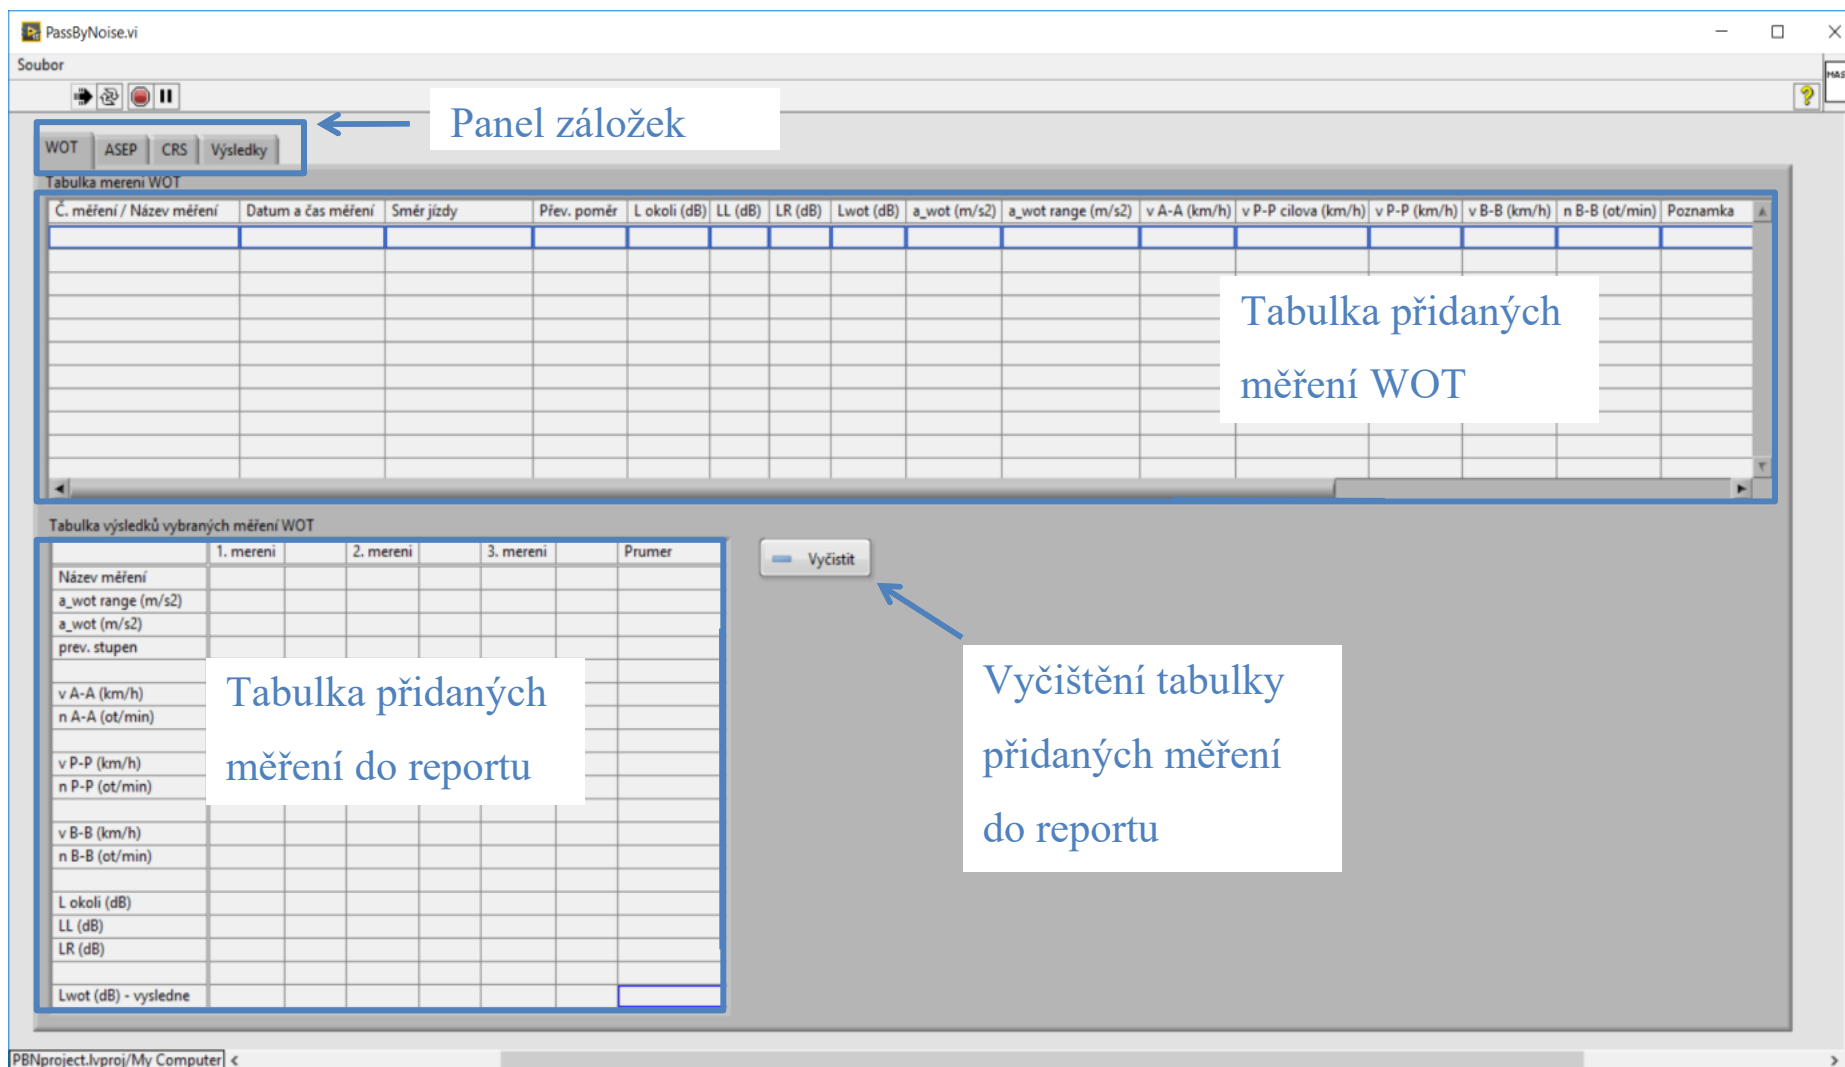 PassByNoise.vi
Soubor
MAS
Panel záložek
WOT ASEP CRS Výsledky
Tabulka mereni WOT
Č. měření / Název měření Datum a čas měření Směr jízdy Přev. poměr L okoli (dB) LL (dB) LR (dB) Lwot (dB) a_wot (m/s2) a_wot range (m/s2) v A-A (km/h) v P-P cilova (km/h) v P-P (km/h) v B-B (km/h) n B-B (ot/min) Poznamka
Tabulka přidaných
měření WOT
Tabulka výsledků vybraných měření WOT
1. mereni 2. mereni 3. mereni Prumer
Název měření
a_wot range (m/s2)
a_wot (m/s2)
prev. stupen
v A-A (km/h)
n A-A (ot/min)
v P-P (km/h)
n P-P (ot/min)
v B-B (km/h)
n B-B (ot/min)
L okoli (dB)
LL (dB)
LR (dB)
Lwot (dB) - vysledne
Tabulka přidaných
měření do reportu
Vyčistit
Vyčištění tabulky
přidaných měření
do reportu
PBNproject.lvproj/My Computer